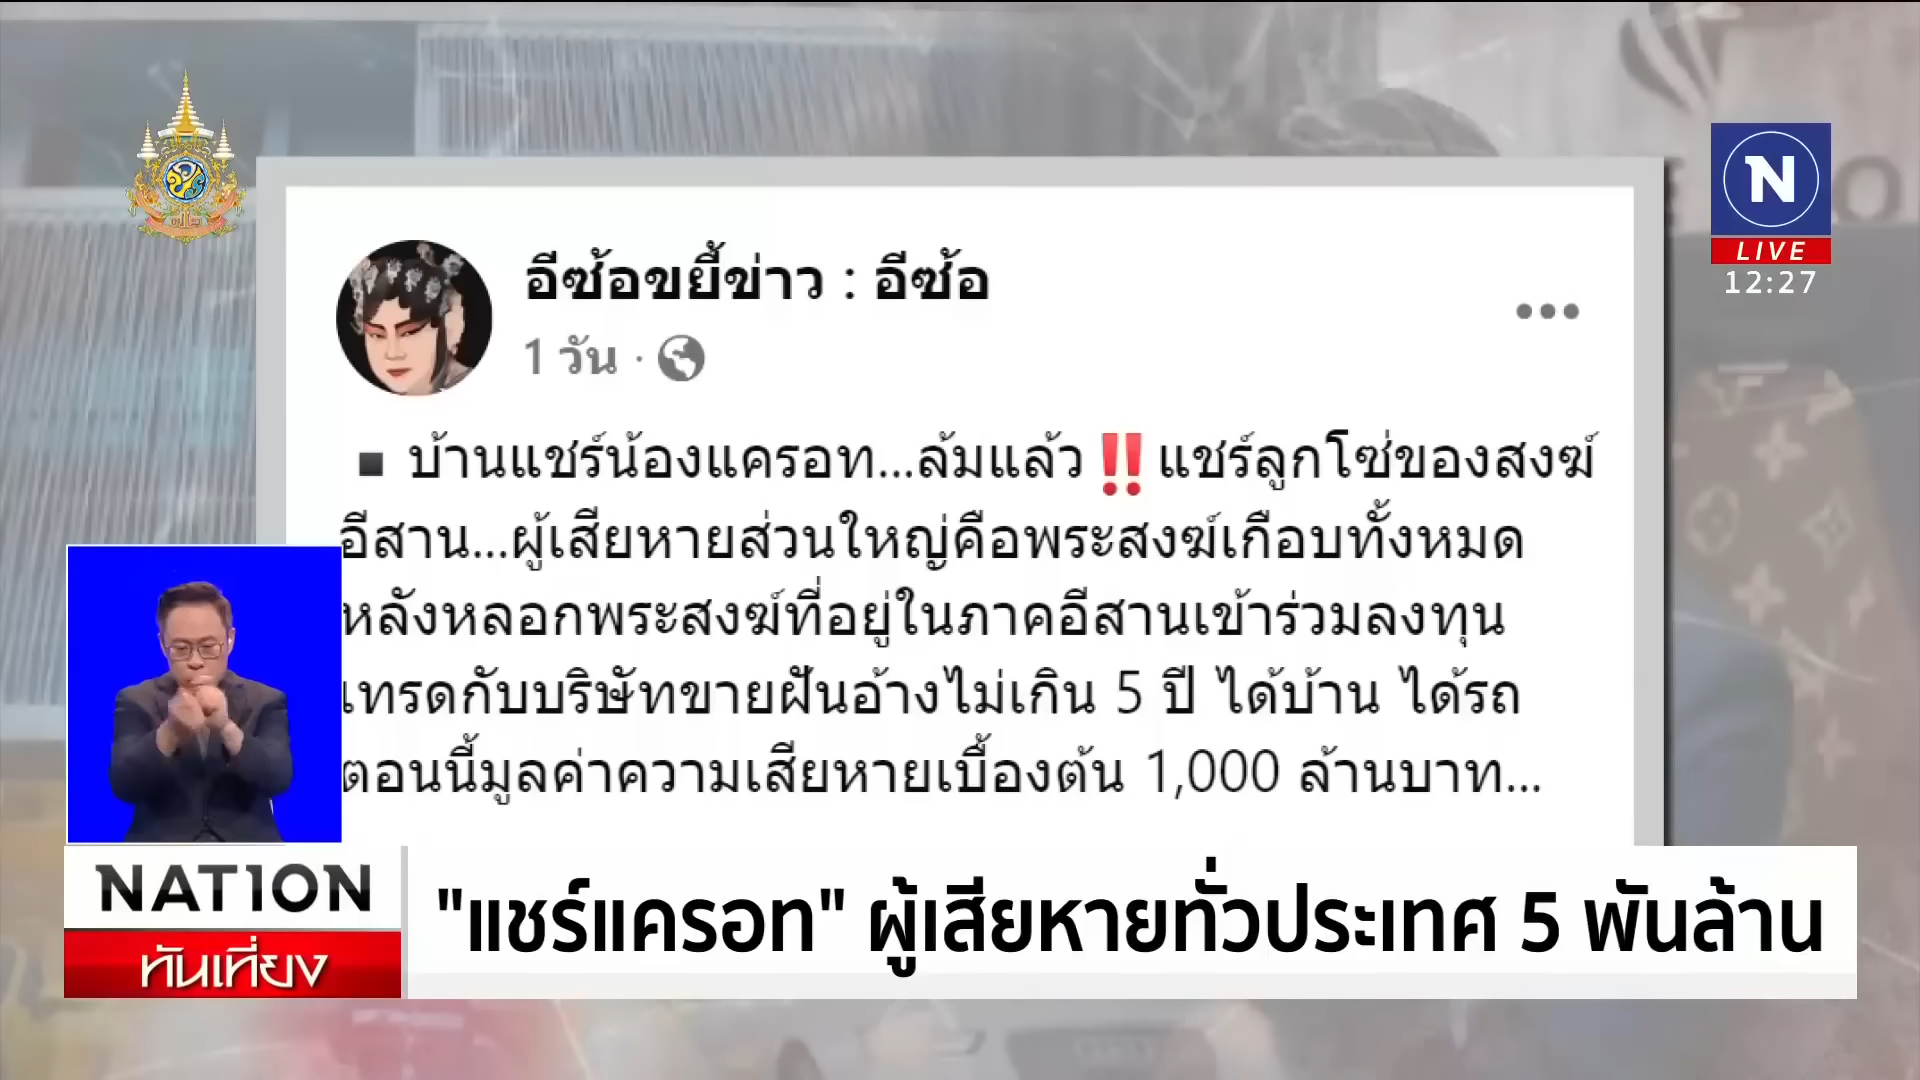 N
LIVE
12:27
อีซ้อขยี้ข่าว : อีซ้อ
1 วัน ·
▪ บ้านแชร์น้องแครอท...ล้มแล้ว‼️แชร์ลูกโซ่ของสงฆ์
อีสาน...ผู้เสียหายส่วนใหญ่คือพระสงฆ์เกือบทั้งหมด
หลังหลอกพระสงฆ์ที่อยู่ในภาคอีสานเข้าร่วมลงทุน
เทรดกับบริษัทขายฝันอ้างไม่เกิน 5 ปี ได้บ้าน ได้รถ
ตอนนี้มูลค่าความเสียหายเบื้องต้น 1,000 ล้านบาท...
NATION
ทันเที่ยง
"แชร์แครอท" ผู้เสียหายทั่วประเทศ 5 พันล้าน